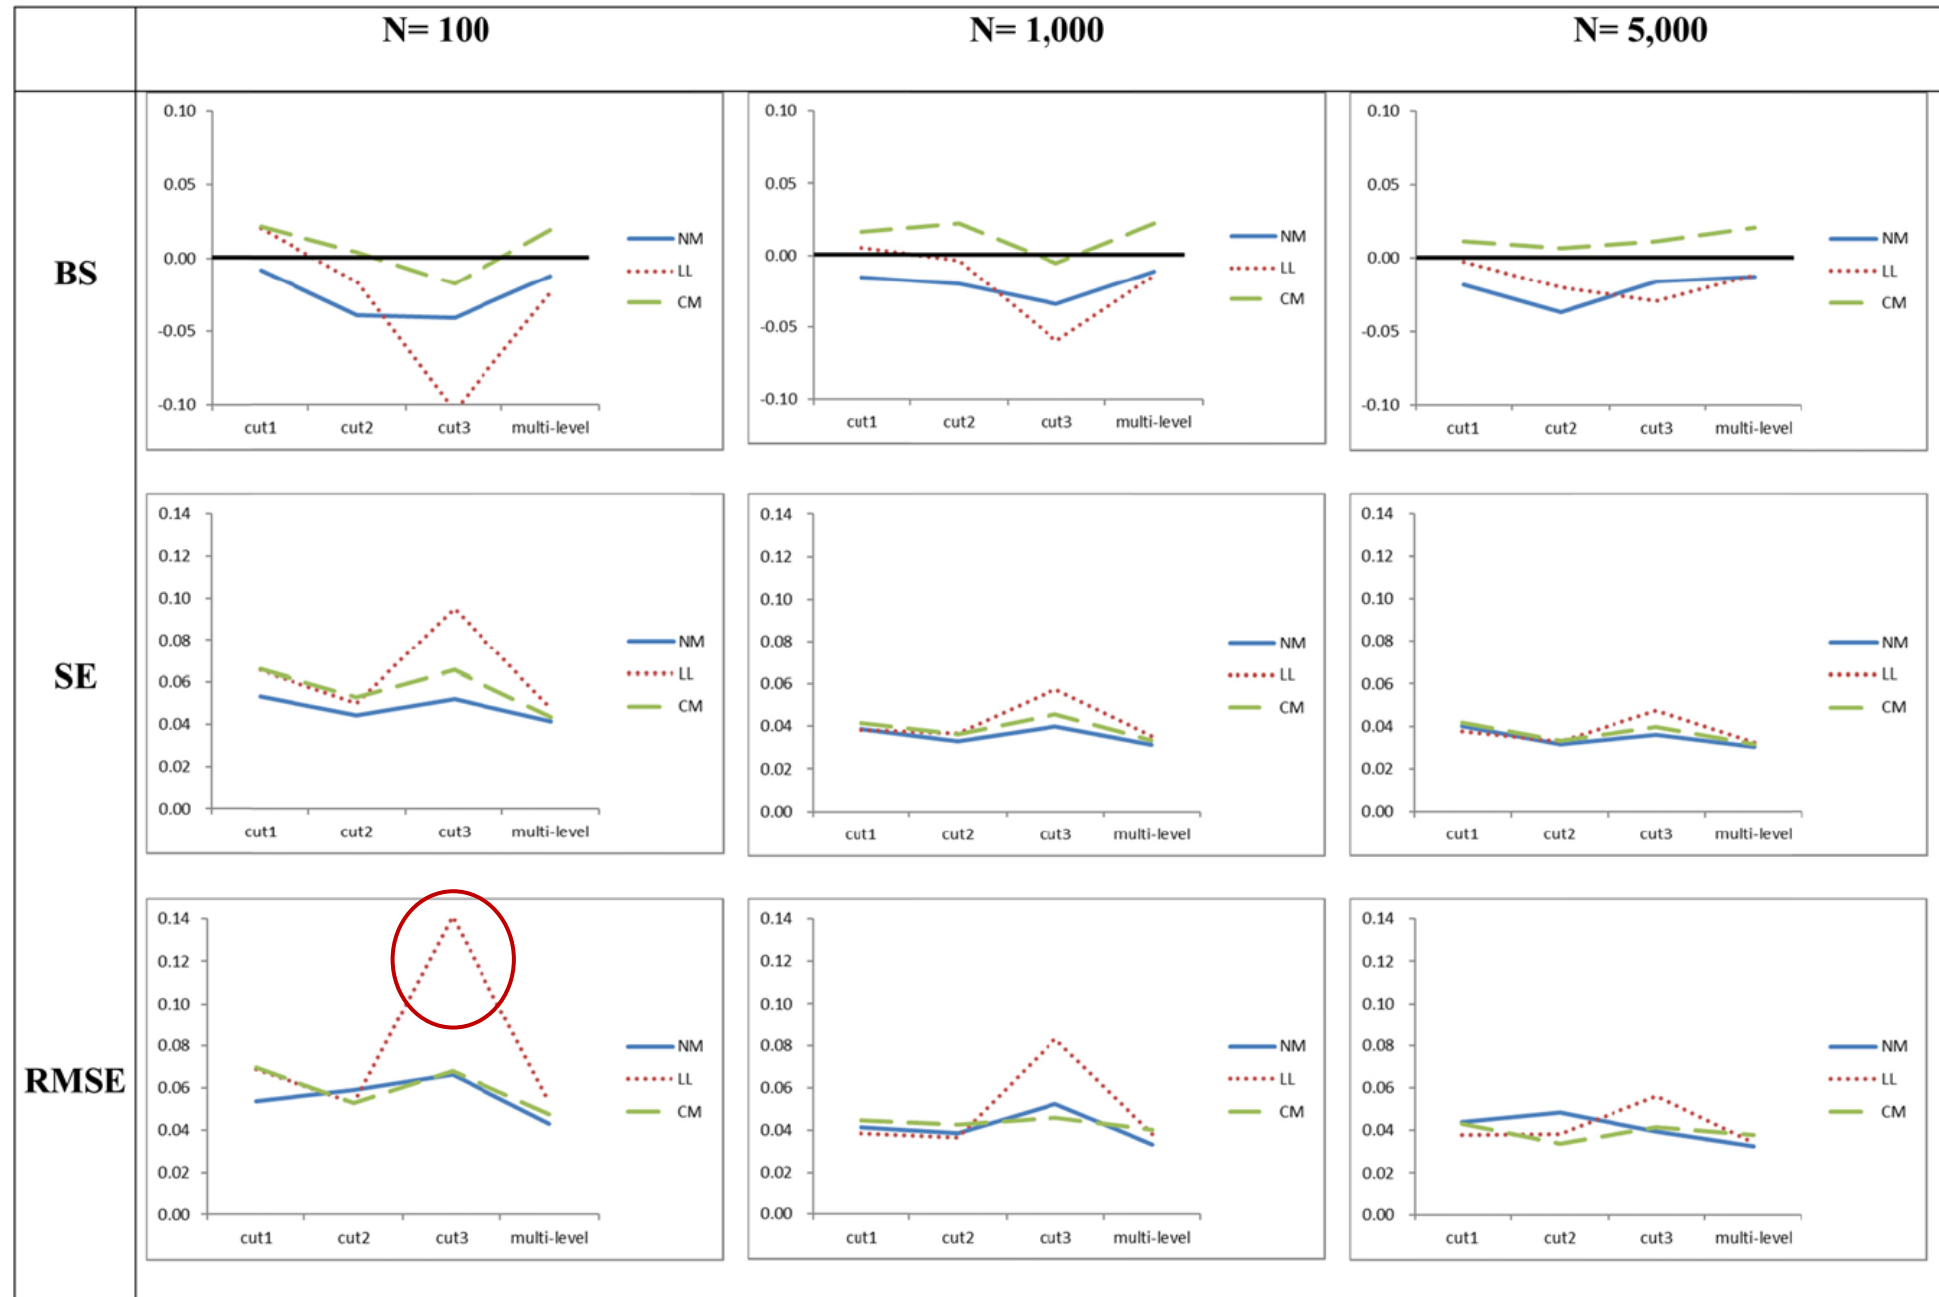 N= 100 N= 1,000 N= 5,000
BS
0.10
0.05
0.00
-0.05
-0.10
cut1 cut2 cut3 multi-level
NM
LL
CM
0.10
0.05
0.00
-0.05
-0.10
cut1 cut2 cut3 multi-level
NM
LL
CM
0.10
0.05
0.00
-0.05
-0.10
cut1 cut2 cut3 multi-level
NM
LL
CM
SE
0.14
0.12
0.10
0.08
0.06
0.04
0.02
0.00
cut1 cut2 cut3 multi-level
NM
LL
CM
0.14
0.12
0.10
0.08
0.06
0.04
0.02
0.00
cut1 cut2 cut3 multi-level
NM
LL
CM
0.14
0.12
0.10
0.08
0.06
0.04
0.02
0.00
cut1 cut2 cut3 multi-level
NM
LL
CM
RMSE
0.14
0.12
0.10
0.08
0.06
0.04
0.02
0.00
cut1 cut2 cut3 multi-level
NM
LL
CM
0.14
0.12
0.10
0.08
0.06
0.04
0.02
0.00
cut1 cut2 cut3 multi-level
NM
LL
CM
0.14
0.12
0.10
0.08
0.06
0.04
0.02
0.00
cut1 cut2 cut3 multi-level
NM
LL
CM